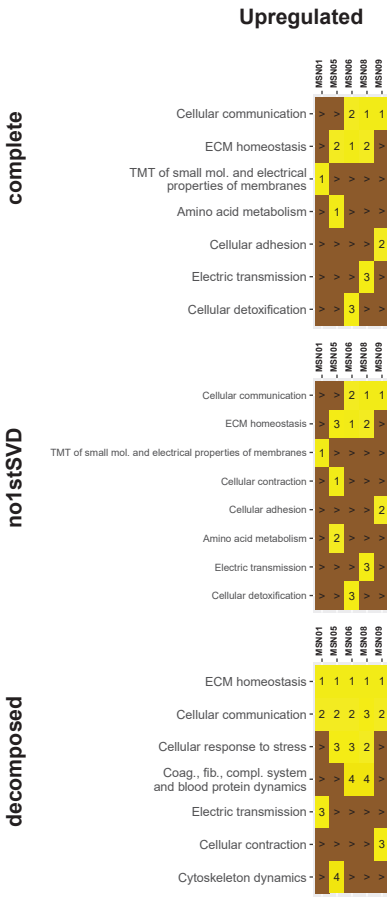 Upregulated
complete
MSN01 MSN05 MSN06 MSN08 MSN09
Cellular communication - > > 2 1 1
ECM homeostasis - > 2 1 2 >
TMT of small mol. and electrical
properties of membranes - 1 > > > >
Amino acid metabolism - > 1 > > >
Cellular adhesion - > > > > 2
Electric transmission - > > > 3 >
Cellular detoxification - > > 3 > >
no1stSVD
MSN01 MSN05 MSN06 MSN08 MSN09
Cellular communication - > > 2 1 1
ECM homeostasis - > 3 1 2 >
TMT of small mol. and electrical properties of membranes - 1 > > > >
Cellular contraction - > 1 > > >
Cellular adhesion - > > > > 2
Amino acid metabolism - > 2 > > >
Electric transmission - > > > 3 >
Cellular detoxification - > > 3 > >
decomposed
MSN01 MSN05 MSN06 MSN08 MSN09
ECM homeostasis - 1 1 1 1 1
Cellular communication - 2 2 2 3 2
Cellular response to stress - > 3 3 2 >
Coag., fib., compl. system
and blood protein dynamics - > > 4 4 >
Electric transmission - 3 > > > >
Cellular contraction - > > > > 3
Cytoskeleton dynamics - > 4 > > >